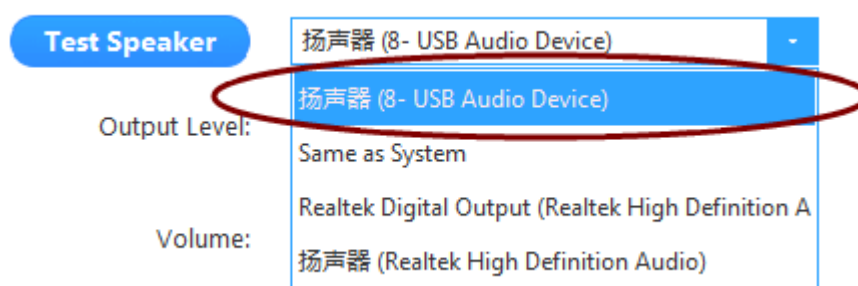 Test Speaker
扬声器 (8- USB Audio Device)
扬声器 (8- USB Audio Device)
Output Level:
Same as System
Realtek Digital Output (Realtek High Definition A
Volume:
扬声器 (Realtek High Definition Audio)